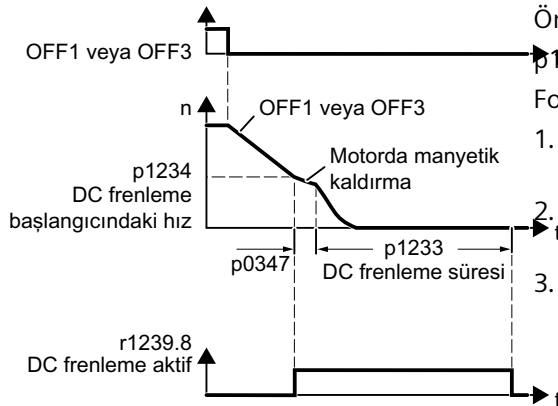 Ön
OFF1 veya OFF3
p1
Fo
n
OFF1 veya OFF3
1.
Motorda manyetik
kaldırma
p1234
DC frenleme
başlangıcındaki hız
2.
t
p0347
p1233
DC frenleme süresi
3.
r1239.8
DC frenleme aktif
t